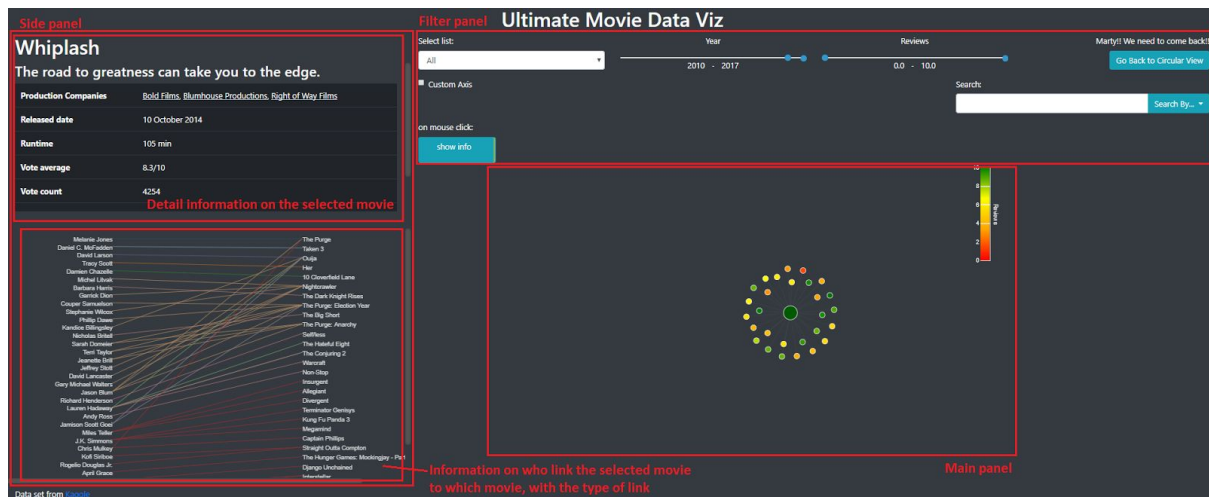 Side panel
Filter panel
Ultimate Movie Data Viz
Whiplash
The road to greatness can take you to the edge.
Production Companies Bold Films, Blumhouse Productions, Right of Way Films
Released date 10 October 2014
Runtime 105 min
Vote average 8.3/10
Vote count 4254
Detail Information on the selected movie
Select list:
All
Year
2010 - 2017
Reviews
0.0 - 10.0
Marty!! We need to come back!!
Go Back to Circular View
Custom Axis
Search:
Search By...
on mouse click:
show info
Melanie Jones
Daniel C. McFadden
David Larson
Tracy Scott
Damien Chazelle
Michel Litvak
Barbara Harris
Garrick Dion
Couper Samuelson
Stephanie Wilcox
Phillip Dawe
Kandice Billingsley
Nicholas Britell
Sarah Domeier
Terri Taylor
Jeanette Brill
Jeffrey Stott
David Lancaster
Gary Michael Walters
Jason Blum
Richard Henderson
Lauren Hadaway
Andy Ross
Jamison Scott Goei
Miles Teller
J.K. Simmons
Chris Mulkey
Kofi Siriboe
Rogelio Douglas Jr.
April Grace
The Purge
Taken 3
Ouija
Her
10 Cloverfield Lane
Nightcrawler
The Dark Knight Rises
The Purge: Election Year
The Big Short
The Purge: Anarchy
Self/less
The Hateful Eight
The Conjuring 2
Warcraft
Non-Stop
Insurgent
Allegiant
Divergent
Terminator Genisys
Kung Fu Panda 3
Megamind
Captain Phillips
Straight Outta Compton
The Hunger Games: Mockingjay - Part
Django Unchained
Interstellar
8
6
4
2
0
Reviews
Information on who link the selected movie
to which movie, with the type of link
Main panel
Data set from Kaggle